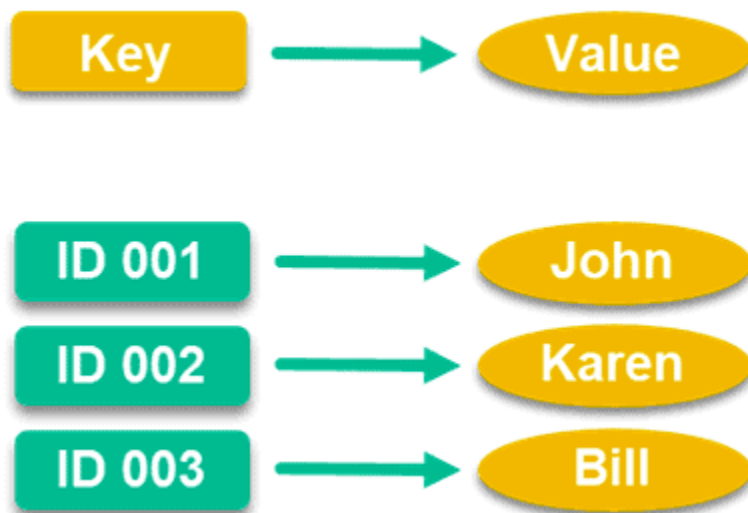 Key Value
ID 001 John
ID 002 Karen
ID 003 Bill